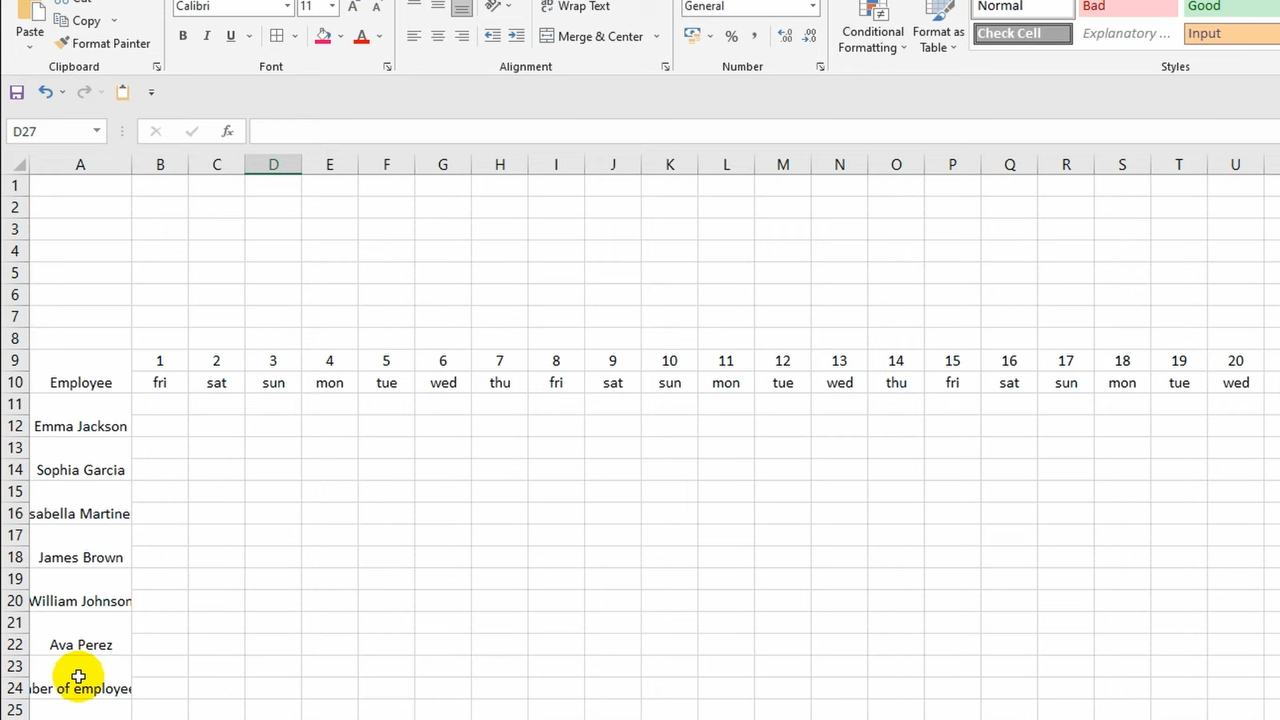 Calibri 11 Wrap Text General Normal Bad Good
Paste Copy B I U Merge & Center % Conditional Format as Check Cell Explanatory ... Input
Format Painter Formatting Table
Clipboard Font Alignment Number Styles
D27 fx
A B C D E F G H I J K L M N O P Q R S T U
1
2
3
4
5
6
7
8
9 1 2 3 4 5 6 7 8 9 10 11 12 13 14 15 16 17 18 19 20
10 Employee fri sat sun mon tue wed thu fri sat sun mon tue wed thu fri sat sun mon tue wed
11
12 Emma Jackson
13
14 Sophia Garcia
15
16 sabella Martine
17
18 James Brown
19
20 William Johnson
21
22 Ava Perez
23
24 ber of employee
25